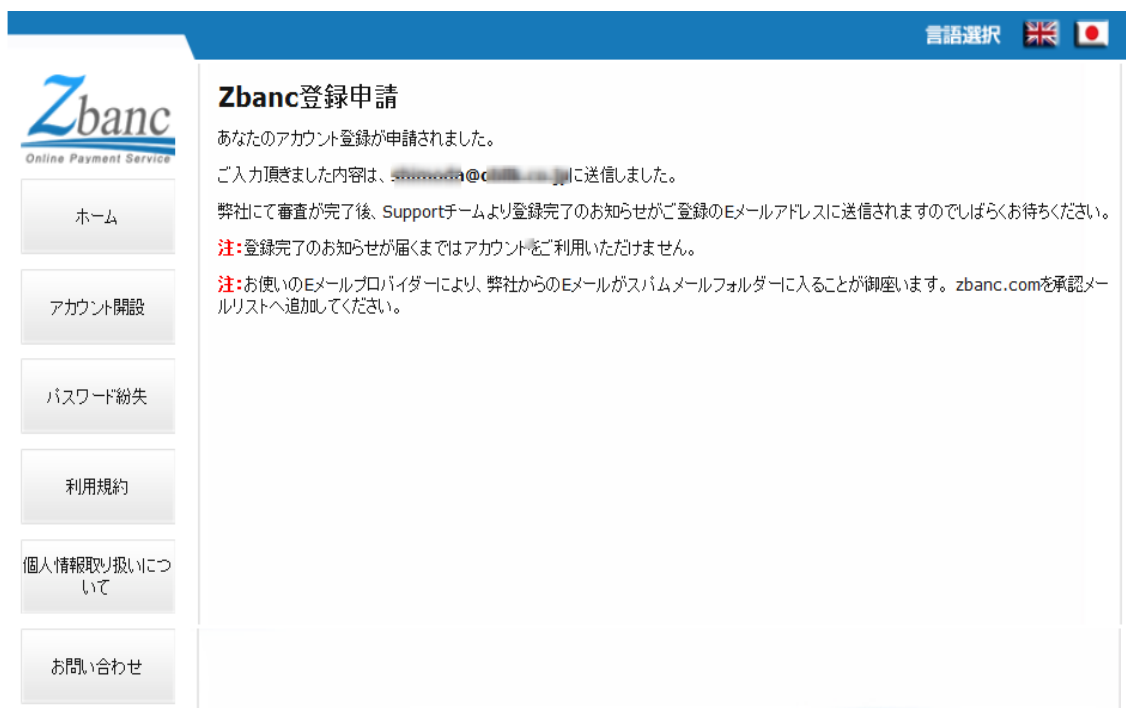 言語選択
Zbanc
Online Payment Service
ホーム
アカウント開設
パスワード紛失
利用規約
個人情報取り扱いにつ
いて
お問い合わせ
Zbanc登録申請
あなたのアカウント登録が申請されました。
ご入力頂きました内容は、@に送信しました。
弊社にて審査が完了後、Supportチームより登録完了のお知らせがご登録のEメールアドレスに送信されますのでしばらくお待ちください。
注:登録完了のお知らせが届くまではアカウントをご利用いただけません。
注:お使いのEメールプロバイダーにより、弊社からのEメールがスパムメールフォルダーに入ることが御座います。zbanc.comを承認メー
ルリストへ追加してください。